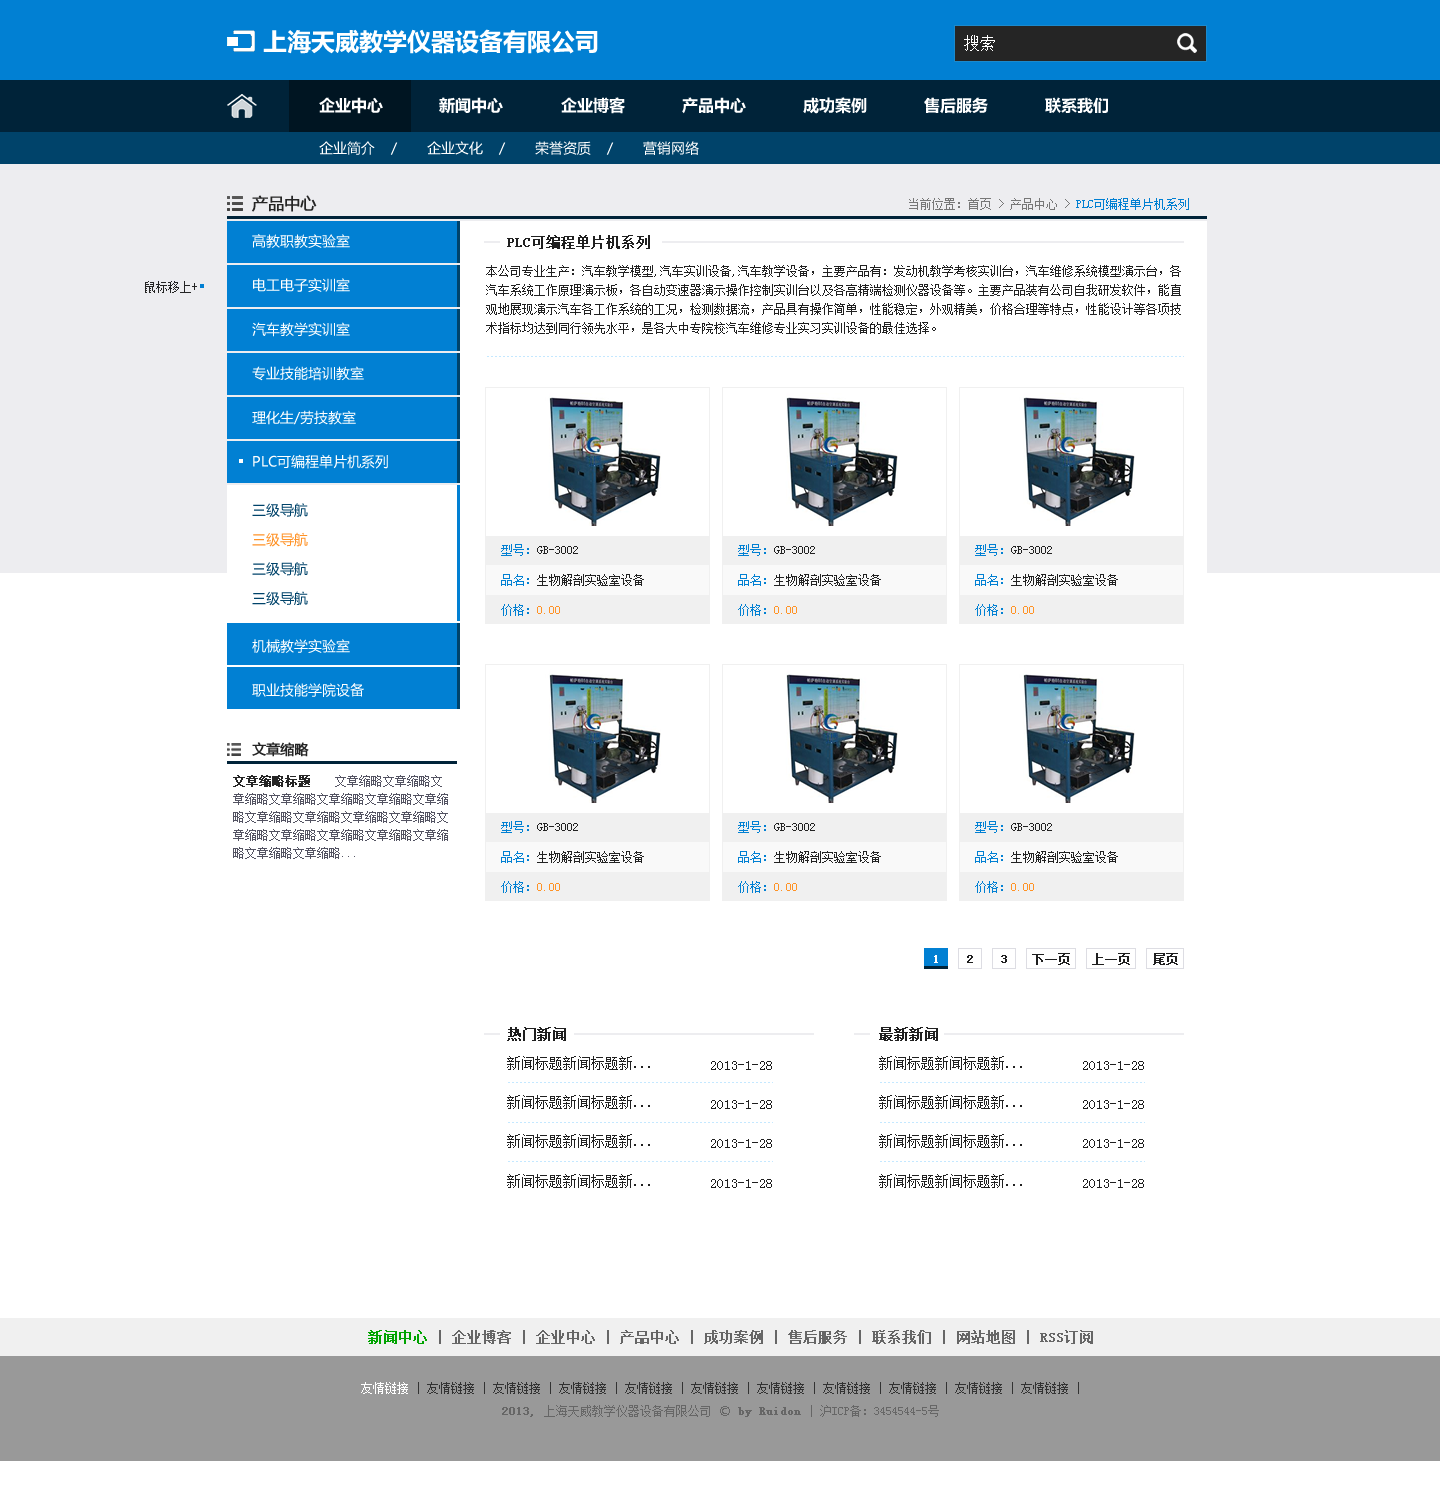 上海天威教学仪器设备有限公司
搜索
企业中心 新闻中心 企业博客 产品中心 成功案例 售后服务 联系我们
企业简介 / 企业文化 / 荣誉资质 / 营销网络
产品中心
当前位置：首页 > 产品中心 > PLC可编程单片机系列
高教职教实验室
电工电子实训室
鼠标移上+
汽车教学实训室
专业技能培训教室
理化生/劳技教室
PLC可编程单片机系列
三级导航
三级导航
三级导航
三级导航
机械教学实验室
职业技能学院设备
文章缩略
文章缩略标题 文章缩略文章缩略文
章缩略文章缩略文章缩略文章缩略文章缩
略文章缩略文章缩略文章缩略文章缩略文
章缩略文章缩略文章缩略文章缩略文章缩
略文章缩略文章缩略...
PLC可编程单片机系列
本公司专业生产：汽车教学模型,汽车实训设备,汽车教学设备，主要产品有：发动机教学考核实训台，汽车维修系统模型演示台，各
汽车系统工作原理演示板，各自动变速器演示操作控制实训台以及各高精端检测仪器设备等。主要产品装有公司自我研发软件，能直
观地展现演示汽车各工作系统的工况，检测数据流，产品具有操作简单，性能稳定，外观精美，价格合理等特点，性能设计等各项技
术指标均达到同行领先水平，是各大中专院校汽车维修专业实习实训设备的最佳选择。
型号：GB-3002 型号：GB-3002 型号：GB-3002
品名：生物解剖实验室设备 品名：生物解剖实验室设备 品名：生物解剖实验室设备
价格：0.00 价格：0.00 价格：0.00
型号：GB-3002 型号：GB-3002 型号：GB-3002
品名：生物解剖实验室设备 品名：生物解剖实验室设备 品名：生物解剖实验室设备
价格：0.00 价格：0.00 价格：0.00
1 2 3 下一页 上一页 尾页
热门新闻
新闻标题新闻标题新... 2013-1-28
新闻标题新闻标题新... 2013-1-28
新闻标题新闻标题新... 2013-1-28
新闻标题新闻标题新... 2013-1-28
最新新闻
新闻标题新闻标题新... 2013-1-28
新闻标题新闻标题新... 2013-1-28
新闻标题新闻标题新... 2013-1-28
新闻标题新闻标题新... 2013-1-28
新闻中心 | 企业博客 | 企业中心 | 产品中心 | 成功案例 | 售后服务 | 联系我们 | 网站地图 | RSS订阅
友情链接 | 友情链接 | 友情链接 | 友情链接 | 友情链接 | 友情链接 | 友情链接 | 友情链接 | 友情链接 | 友情链接 | 友情链接 |
2013, 上海天威教学仪器设备有限公司 © by Ruidon | 沪ICP备：3454544-5号